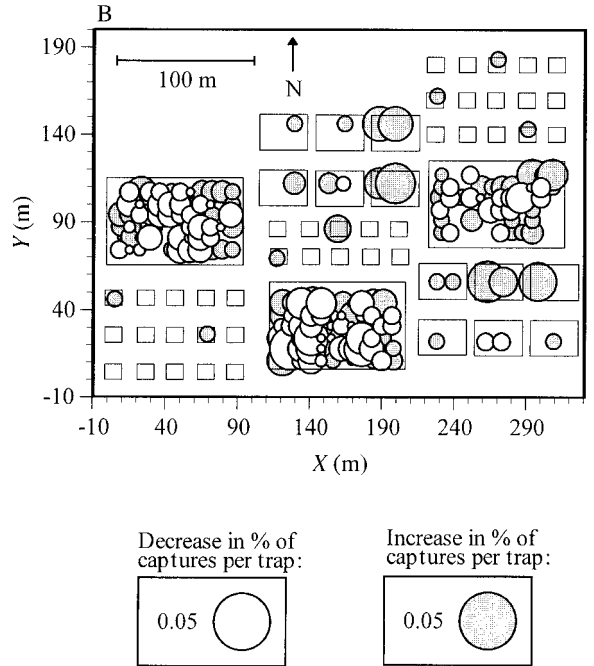 B
190
140
90
40
-10
Y (m)
100 m
N
-10 40 90 140 190 240 290
X (m)
Decrease in % of
captures per trap:
0.05
Increase in % of
captures per trap:
0.05